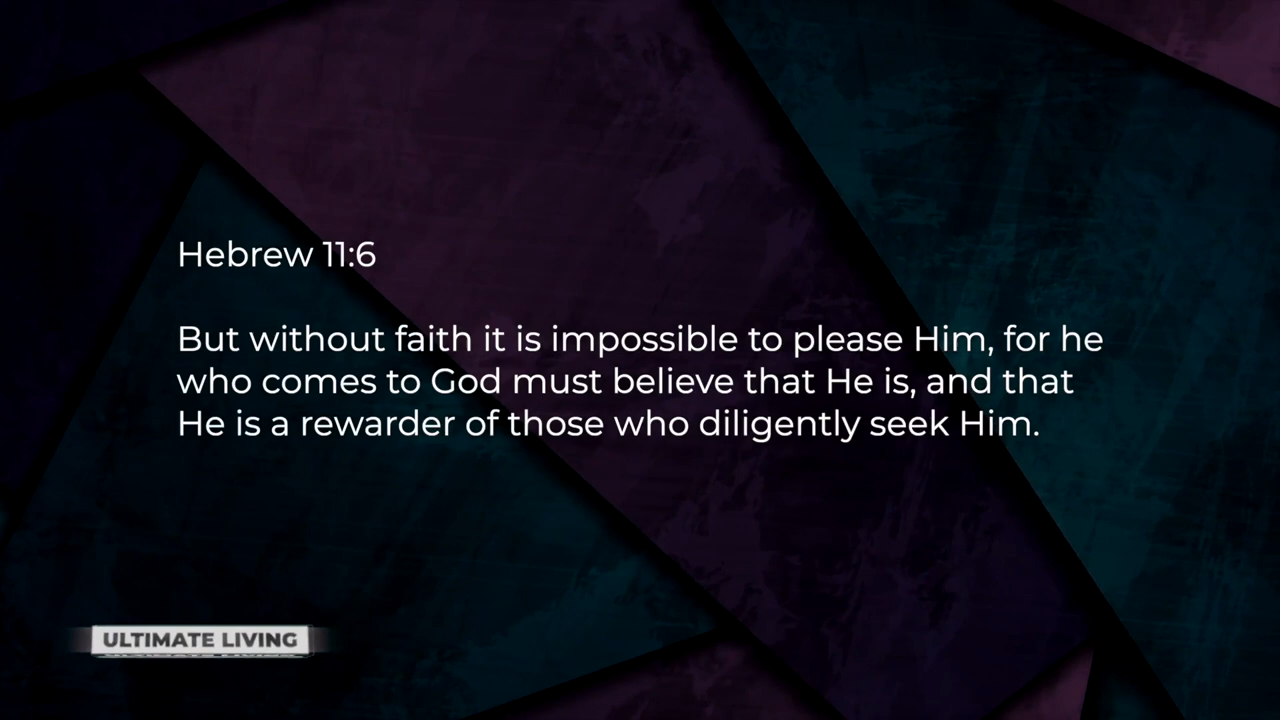 Hebrew 11:6
But without faith it is impossible to please Him, for he
who comes to God must believe that He is, and that
He is a rewarder of those who diligently seek Him.
ULTIMATE LIVING